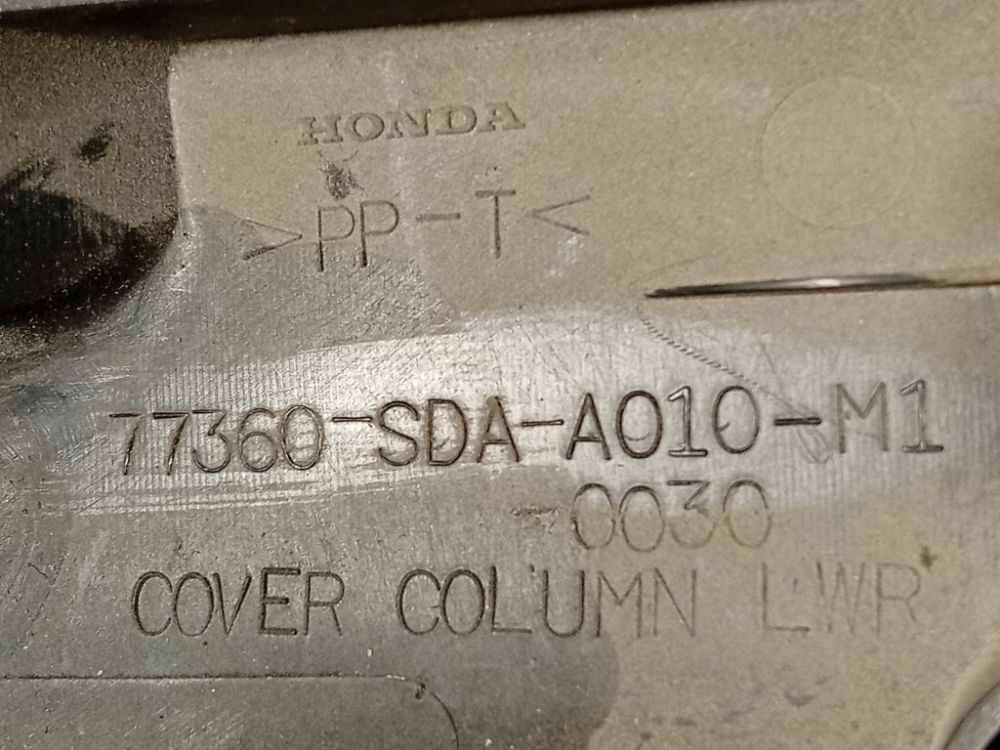 HONDA
>PP-T<
77360-SDA-A010-M1
0030
COVER COLUMN LWR